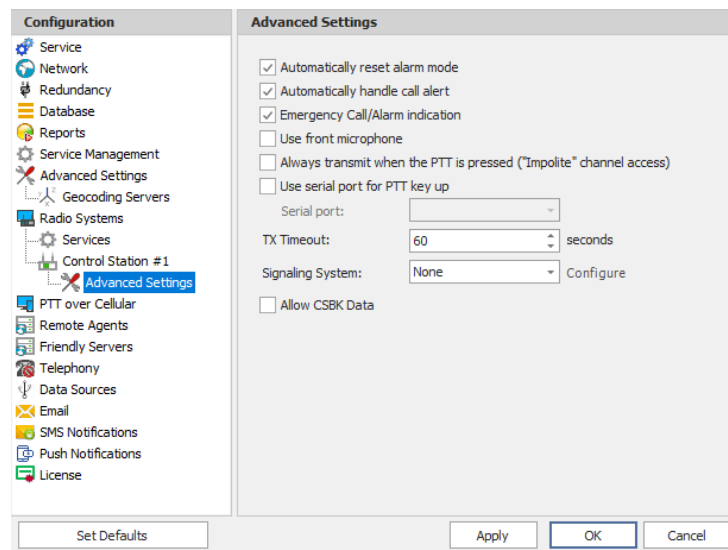 Configuration
Service
Network
Redundancy
Database
Reports
Service Management
Advanced Settings
Geocoding Servers
Radio Systems
Services
Control Station #1
Advanced Settings
PTT over Cellular
Remote Agents
Friendly Servers
Telephony
Data Sources
Email
SMS Notifications
Push Notifications
License
Advanced Settings
Automatically reset alarm mode
Automatically handle call alert
Emergency Call/Alarm indication
Use front microphone
Always transmit when the PTT is pressed ("Impolite" channel access)
Use serial port for PTT key up
Serial port:
TX Timeout: 60 seconds
Signaling System: None Configure
Allow CSBK Data
Set Defaults Apply OK Cancel